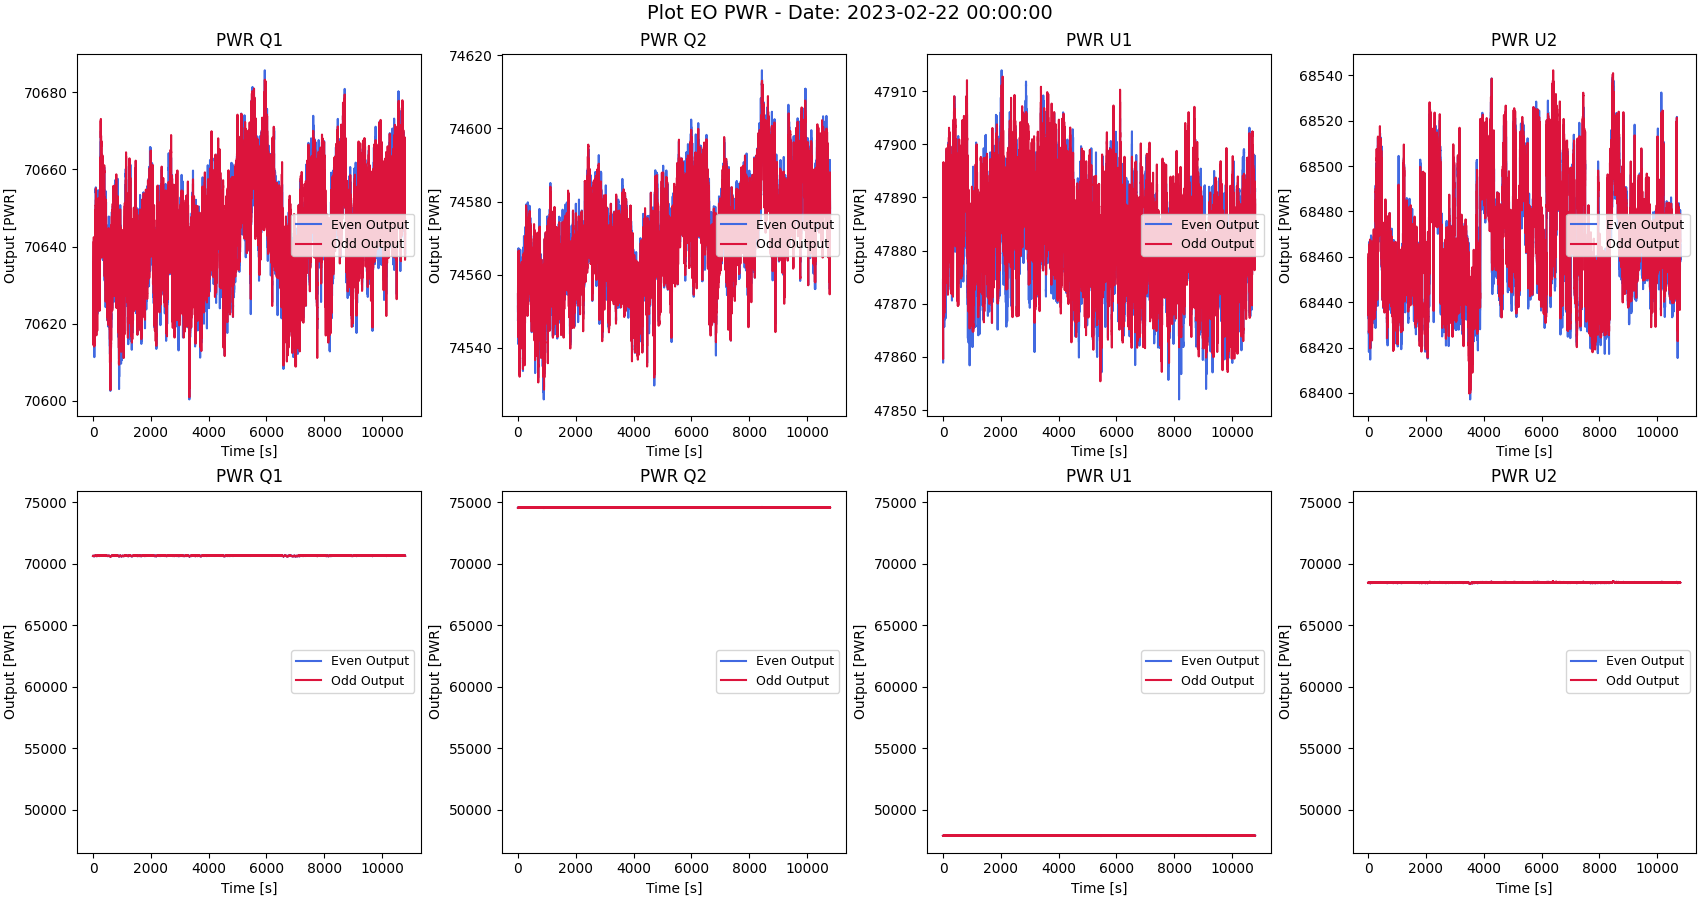 Plot EO PWR - Date: 2023-02-22 00:00:00
PWR Q1
PWR Q2
PWR U1
PWR U2
Output [PWR]
70680
70660
70640
70620
70600
Even Output
Odd Output
0 2000 4000 6000 8000 10000
Time [s]
Output [PWR]
74620
74600
74580
74560
74540
Even Output
Odd Output
0 2000 4000 6000 8000 10000
Time [s]
Output [PWR]
47910
47900
47890
47880
47870
47860
47850
Even Output
Odd Output
0 2000 4000 6000 8000 10000
Time [s]
Output [PWR]
68540
68520
68500
68480
68460
68440
68420
68400
Even Output
Odd Output
0 2000 4000 6000 8000 10000
Time [s]
PWR Q1
PWR Q2
PWR U1
PWR U2
Output [PWR]
75000
70000
65000
60000
55000
50000
Even Output
Odd Output
0 2000 4000 6000 8000 10000
Time [s]
Output [PWR]
75000
70000
65000
60000
55000
50000
Even Output
Odd Output
0 2000 4000 6000 8000 10000
Time [s]
Output [PWR]
75000
70000
65000
60000
55000
50000
Even Output
Odd Output
0 2000 4000 6000 8000 10000
Time [s]
Output [PWR]
75000
70000
65000
60000
55000
50000
Even Output
Odd Output
0 2000 4000 6000 8000 10000
Time [s]